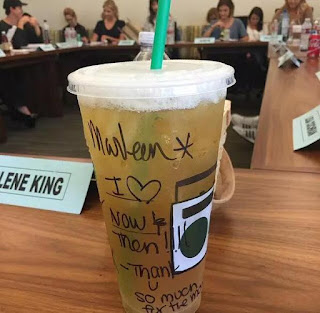 Marleen *
I ♡
Now &
Then!!!
-Thank
U
so much
for the m..
LENE KING